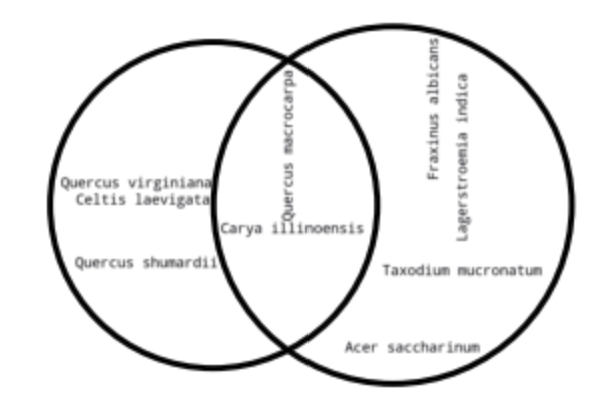 Quercus virginiana
Celtis laevigata
Quercus shumardii
Quercus macrocarpa
Carya illinoensis
Fraxinus albicans
Lagerstroemia indica
Taxodium mucronatum
Acer saccharinum